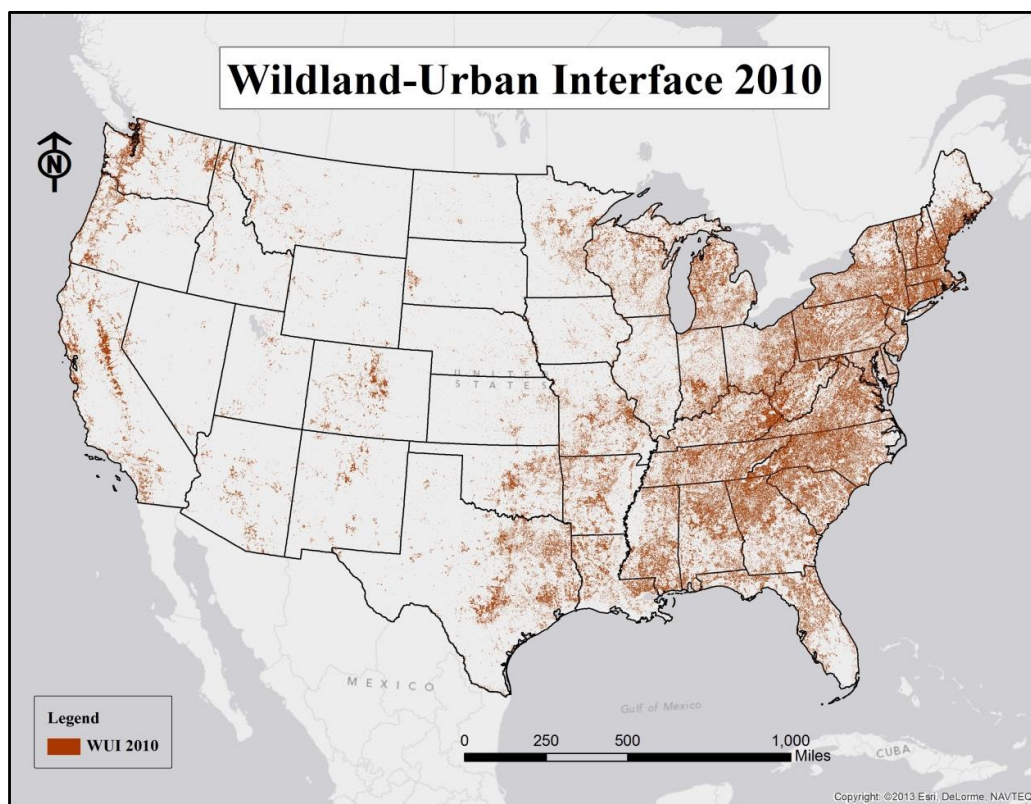 Wildland-Urban Interface 2010
N
UNITED
STATES
MEXICO
Gulf of Mexico
CUBA
Legend
WUI 2010
0 250 500 1,000
Miles
Copyright: ©2013 Esri, DeLorme, NAVTEQ